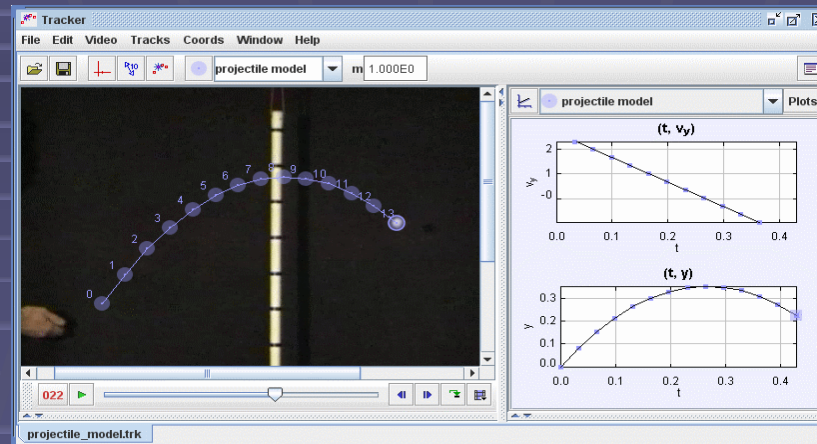 Tracker
File Edit Video Tracks Coords Window Help
projectile model m 1.000E0
projectile model Plots
0 1 2 3 4 5 6 7 8 9 10 11 12 13
(t, vy)
2
1
-0
vy
0.0 0.1 0.2 0.3 0.4
t
(t, y)
0.3
0.2
0.0
y
0.0 0.1 0.2 0.3 0.4
t
022
projectile_model.trk